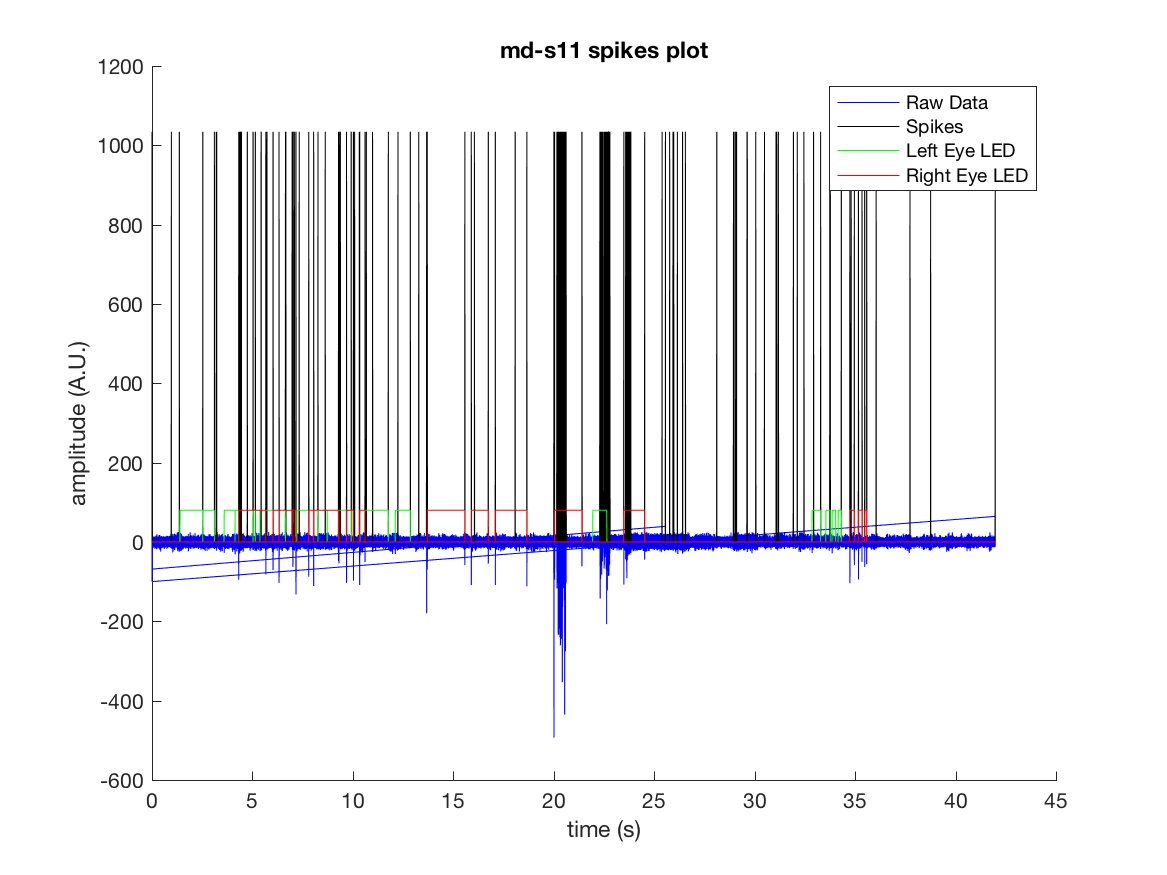 md-s11 spikes plot
1200
1000
800
600
400
200
0
-200
-400
-600
amplitude (A.U.)
Raw Data
Spikes
Left Eye LED
Right Eye LED
0 5 10 15 20 25 30 35 40 45
time (s)